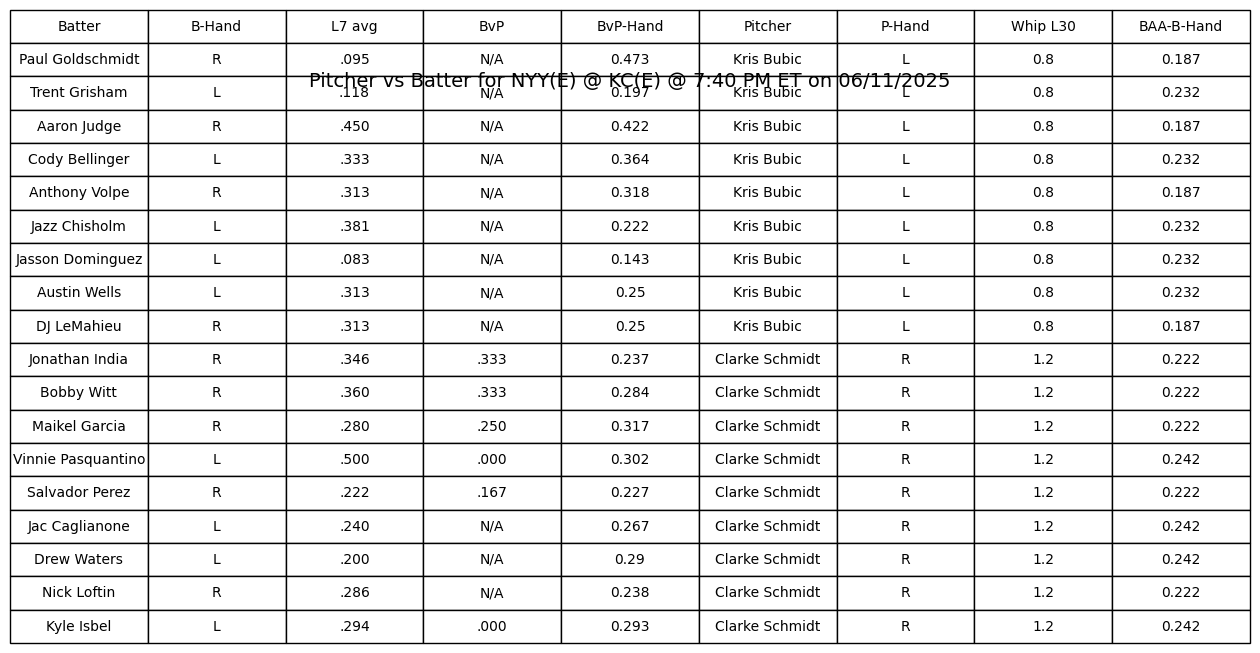 Batter B-Hand L7 avg BvP BvP-Hand Pitcher P-Hand Whip L30 BAA-B-Hand
Paul Goldschmidt R .095 N/A 0.473 Kris Bubic L 0.8 0.187
Pitcher vs Batter for NYY(E) @ KC(E) @ 7:40 PM ET on 06/11/2025
Trent Grisham L .118 N/A 0.197 Kris Bubic L 0.8 0.232
Aaron Judge R .450 N/A 0.422 Kris Bubic L 0.8 0.187
Cody Bellinger L .333 N/A 0.364 Kris Bubic L 0.8 0.232
Anthony Volpe R .313 N/A 0.318 Kris Bubic L 0.8 0.187
Jazz Chisholm L .381 N/A 0.222 Kris Bubic L 0.8 0.232
Jasson Dominguez L .083 N/A 0.143 Kris Bubic L 0.8 0.232
Austin Wells L .313 N/A 0.25 Kris Bubic L 0.8 0.232
DJ LeMahieu R .313 N/A 0.25 Kris Bubic L 0.8 0.187
Jonathan India R .346 .333 0.237 Clarke Schmidt R 1.2 0.222
Bobby Witt R .360 .333 0.284 Clarke Schmidt R 1.2 0.222
Maikel Garcia R .280 .250 0.317 Clarke Schmidt R 1.2 0.222
Vinnie Pasquantino L .500 .000 0.302 Clarke Schmidt R 1.2 0.242
Salvador Perez R .222 .167 0.227 Clarke Schmidt R 1.2 0.222
Jac Caglianone L .240 N/A 0.267 Clarke Schmidt R 1.2 0.242
Drew Waters L .200 N/A 0.29 Clarke Schmidt R 1.2 0.242
Nick Loftin R .286 N/A 0.238 Clarke Schmidt R 1.2 0.222
Kyle Isbel L .294 .000 0.293 Clarke Schmidt R 1.2 0.242